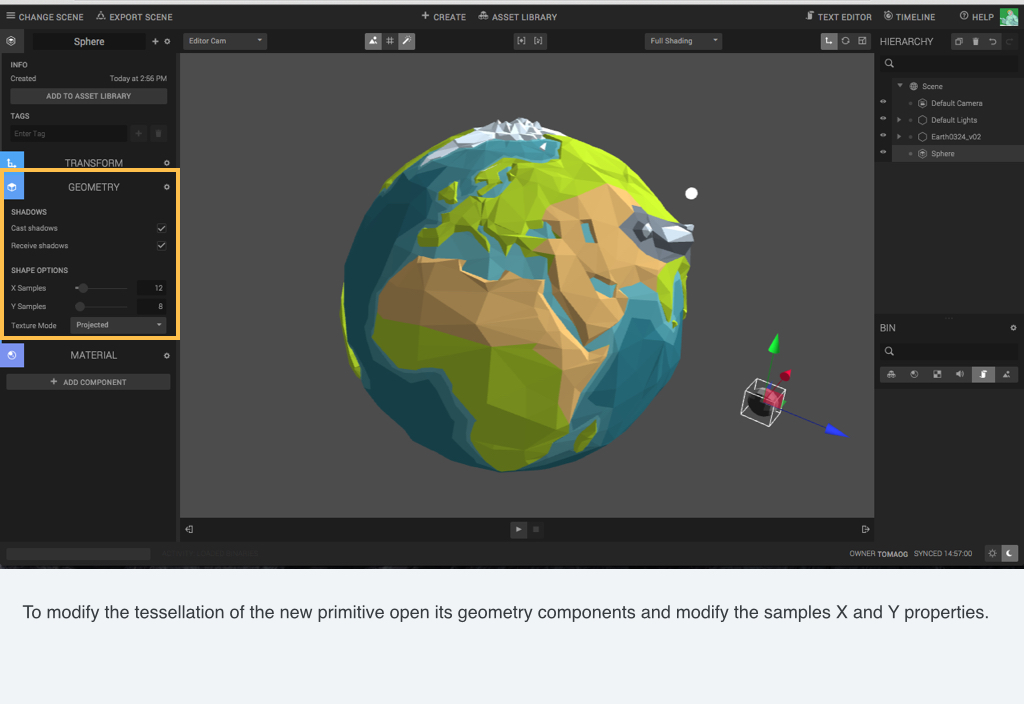 CHANGE SCENE EXPORT SCENE CREATE ASSET LIBRARY TEXT EDITOR TIMELINE HELP
Sphere Editor Cam Full Shading HIERARCHY
INFO
Created Today at 2:56 PM
ADD TO ASSET LIBRARY
TAGS
Enter Tag
TRANSFORM
GEOMETRY
SHADOWS
Cast shadows
Receive shadows
SHAPE OPTIONS
X Samples 12
Y Samples 8
Texture Mode Projected
MATERIAL
ADD COMPONENT
Scene
Default Camera
Default Lights
Earth0324_v02
Sphere
BIN
OWNER TOMAOG SYNCED 14:57:00
To modify the tessellation of the new primitive open its geometry components and modify the samples X and Y properties.